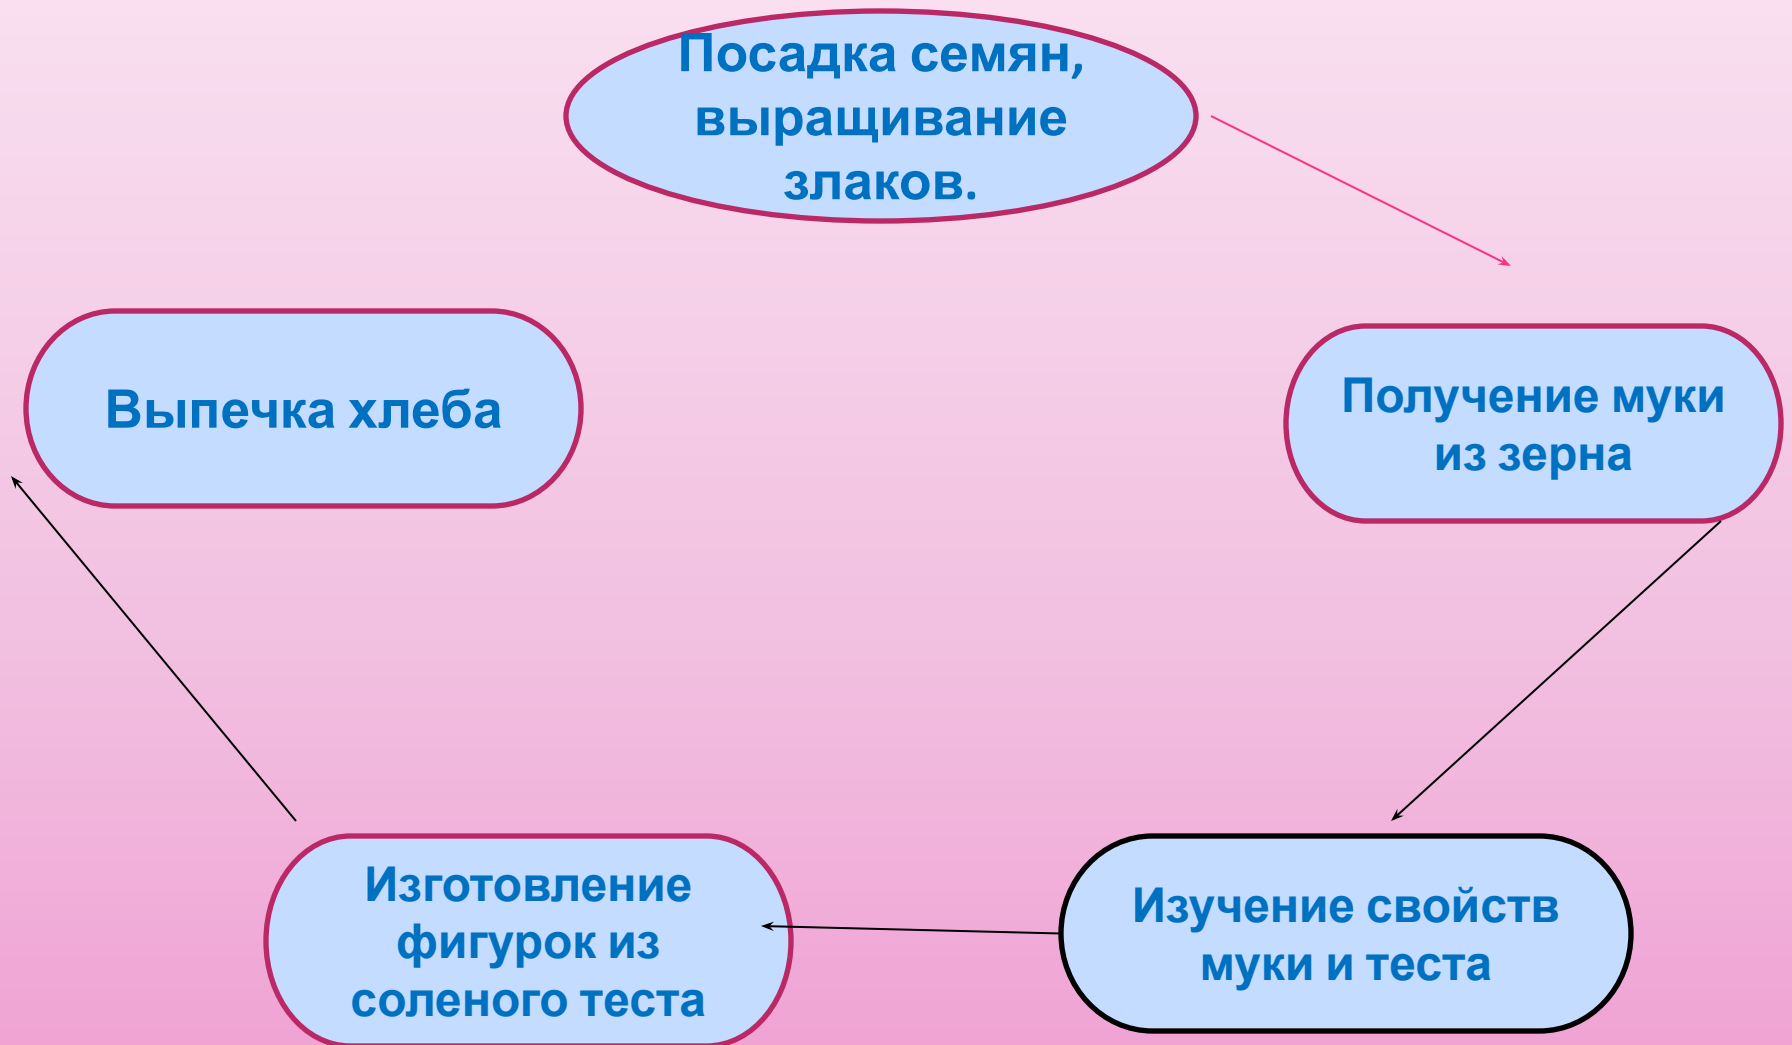 Посадка семян,
выращивание
злаков.
Выпечка хлеба
Получение муки
из зерна
Изготовление
фигурок из
соленого теста
Изучение свойств
муки и теста